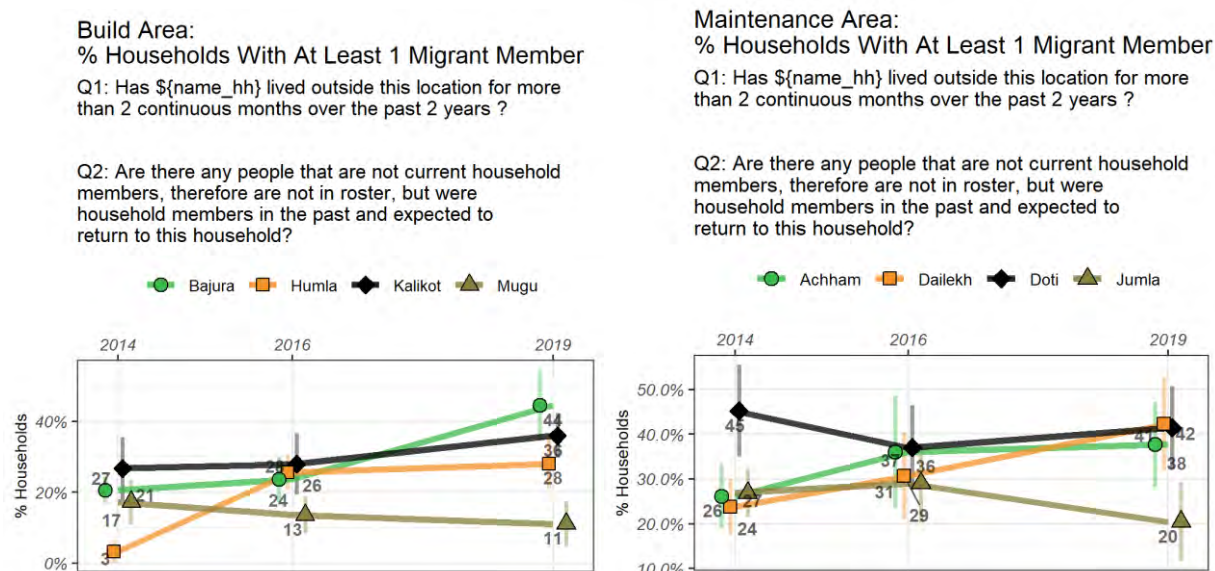 Build Area:
% Households With At Least 1 Migrant Member
Q1: Has ${name_hh} lived outside this location for more
than 2 continuous months over the past 2 years ?
Q2: Are there any people that are not current household
members, therefore are not in roster, but were
household members in the past and expected to
return to this household?
Bajura Humla Kalikot Mugu
2014 2016 2019
% Households
40%
20%
0%
27
21
17
3
24
26
13
44
36
28
11
Maintenance Area:
% Households With At Least 1 Migrant Member
Q1: Has ${name_hh} lived outside this location for more
than 2 continuous months over the past 2 years ?
Q2: Are there any people that are not current household
members, therefore are not in roster, but were
household members in the past and expected to
return to this household?
Achham Dailekh Doti Jumla
2014 2016 2019
% Households
50.0%
40.0%
30.0%
20.0%
10.0%
45
26
27
24
37
36
31
29
42
38
20